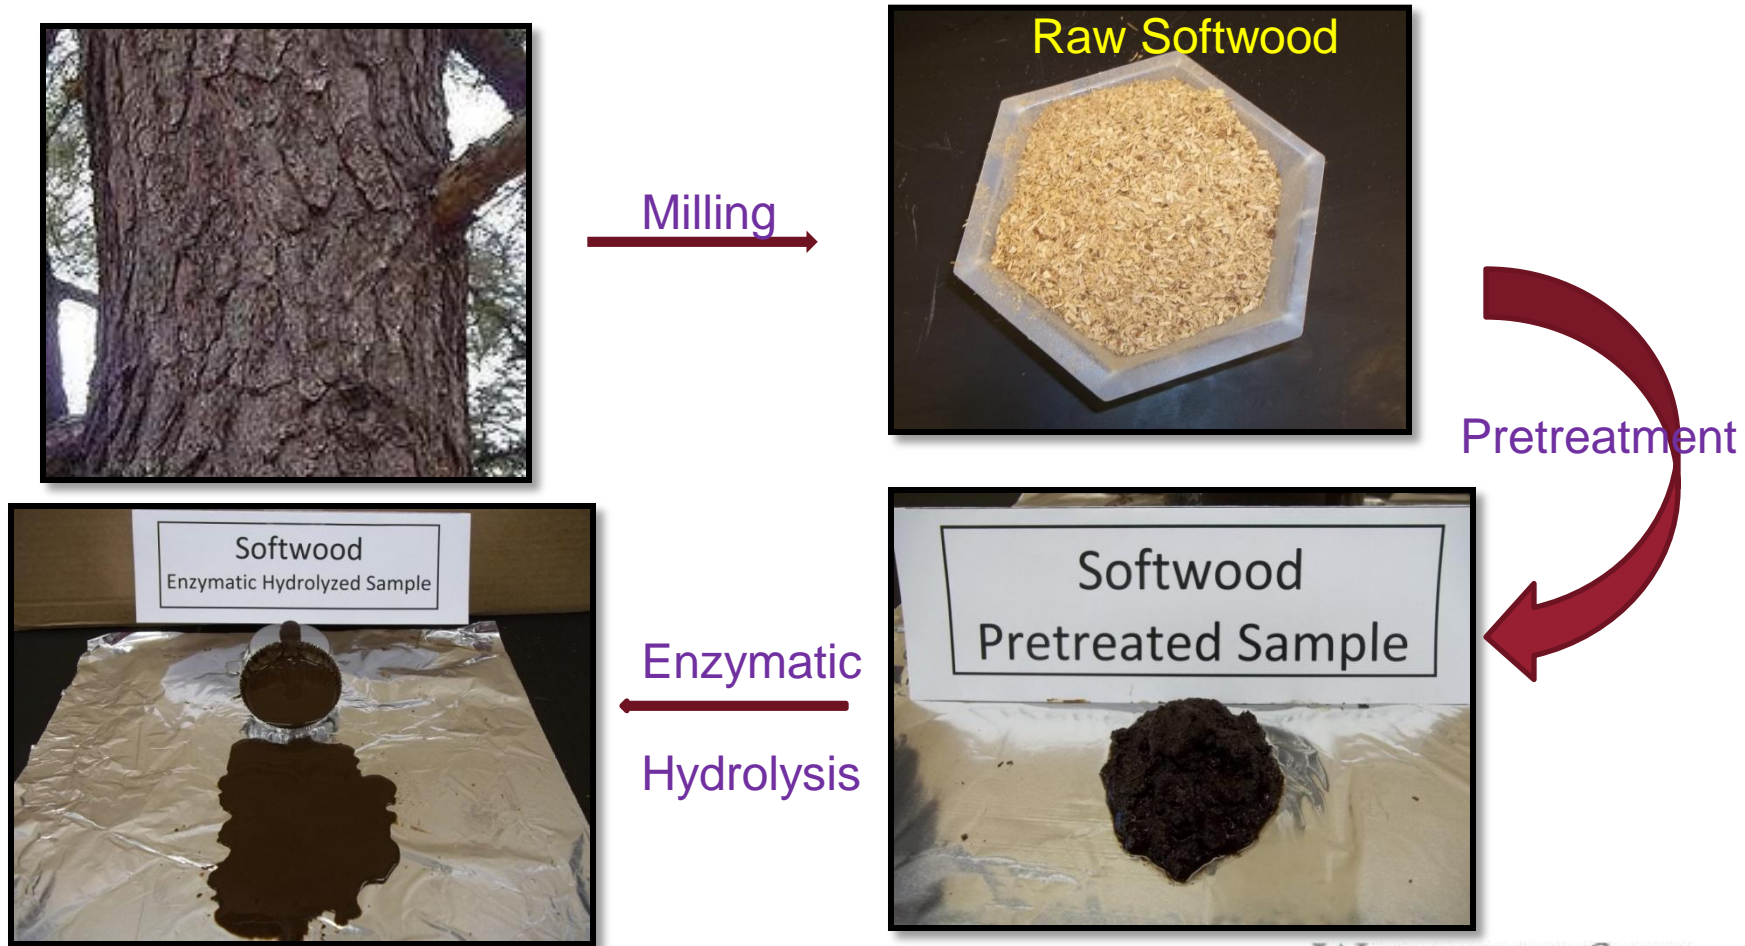 Raw Softwood
Milling
Pretreatment
Softwood
Pretreated Sample
Enzymatic
Hydrolysis
Softwood
Enzymatic Hydrolyzed Sample